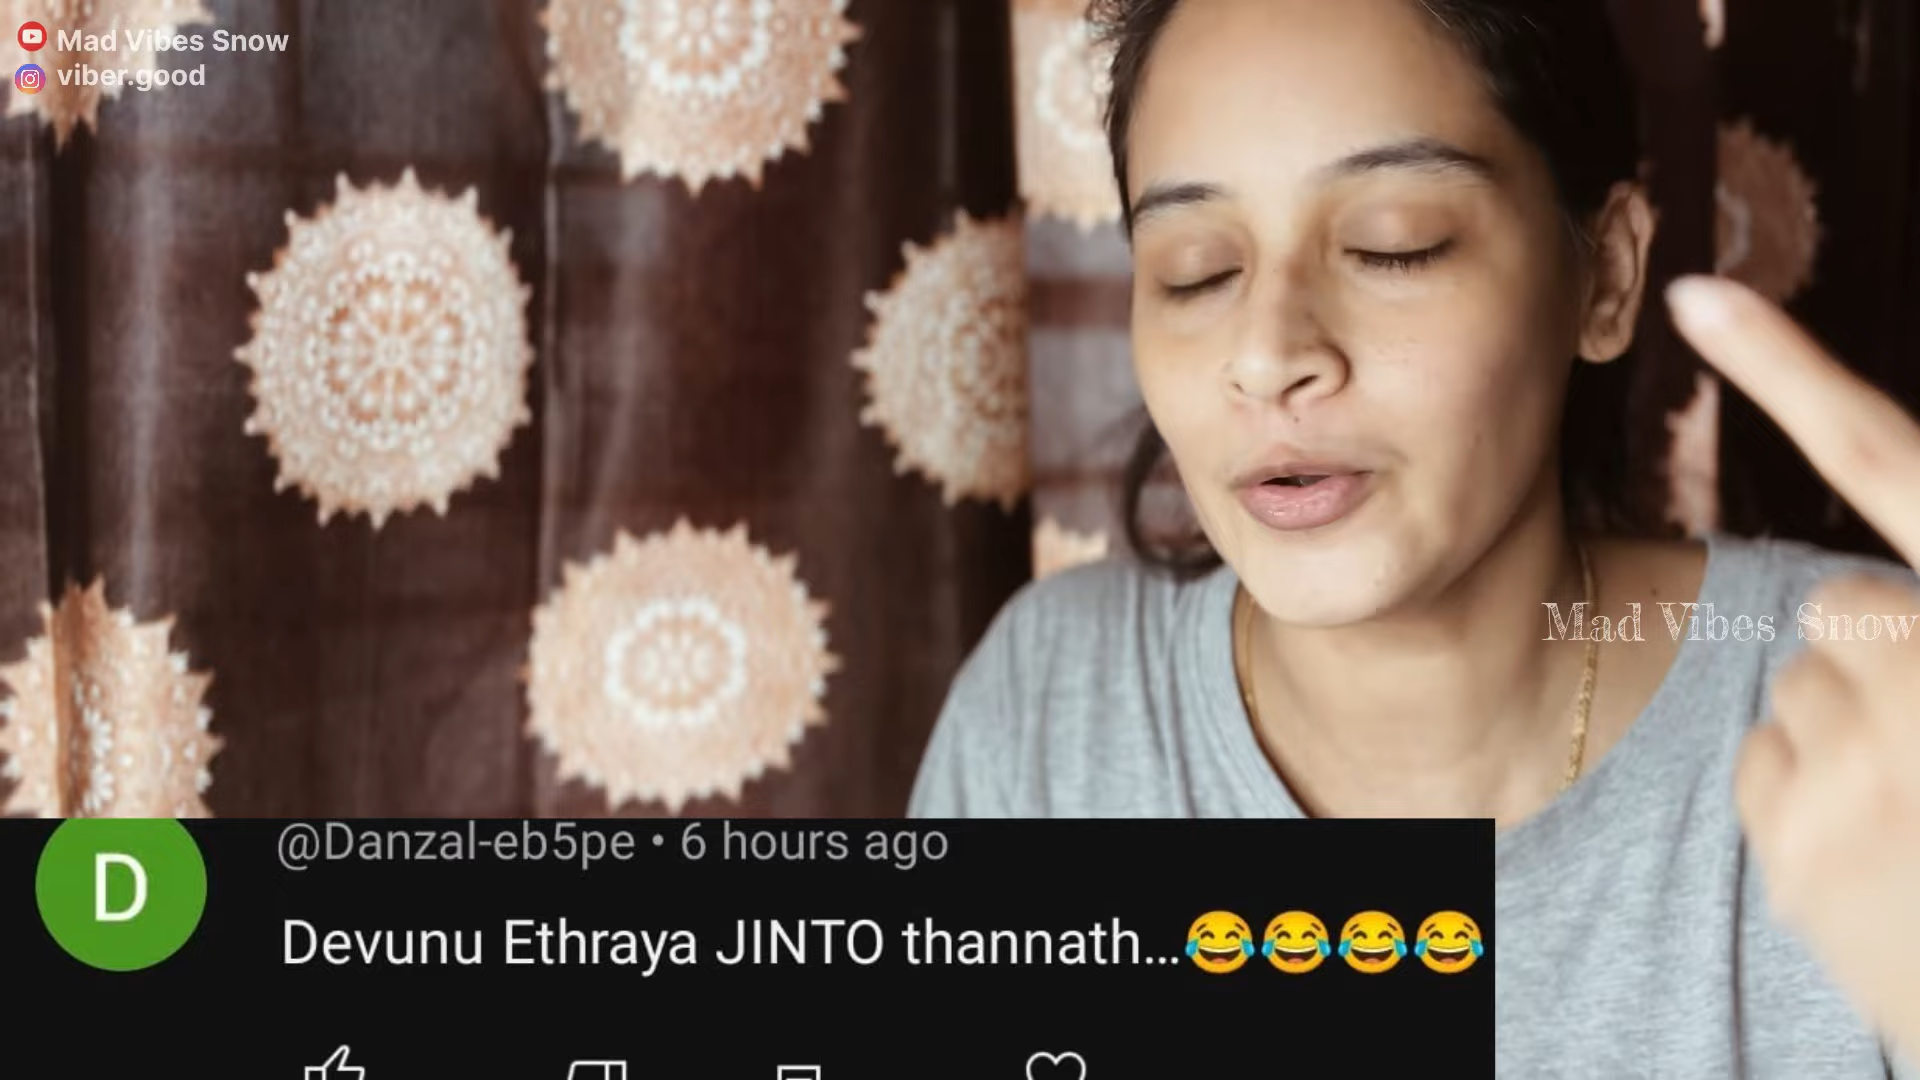 Mad Vibes Snow
viber.good
Mad Vibes Snow
D
@Danzal-eb5pe • 6 hours ago
Devunu Ethraya JINTO thannath...😂😂😂😂